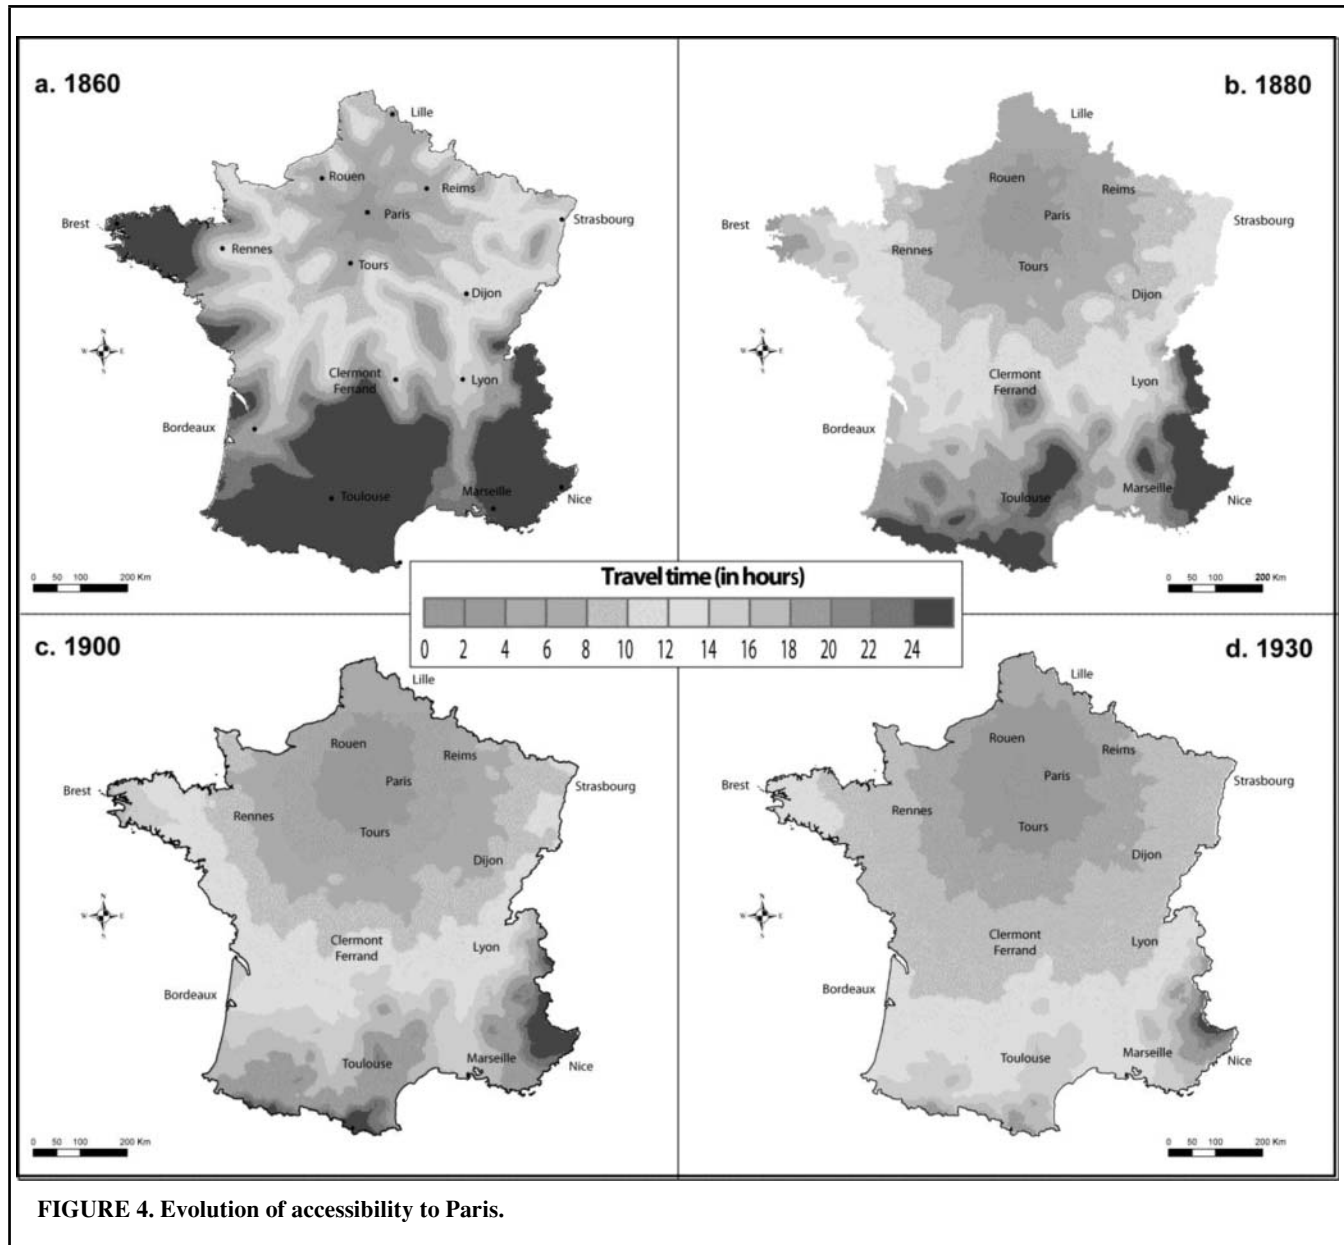 a. 1860
Lille
Rouen
Reims
Paris
Strasbourg
Brest
Rennes
Tours
Dijon
Clermont
Ferrand
Lyon
Bordeaux
Toulouse
Marseille
Nice
N
W E
0 50 100 200 Km
b. 1880
Lille
Rouen
Reims
Paris
Strasbourg
Brest
Rennes
Tours
Dijon
Clermont
Ferrand
Lyon
Bordeaux
Toulouse
Marseille
Nice
N
W E
0 50 100 200 Km
Travel time (in hours)
0 2 4 6 8 10 12 14 16 18 20 22 24
c. 1900
Lille
Rouen
Reims
Paris
Strasbourg
Brest
Rennes
Tours
Dijon
Clermont
Ferrand
Lyon
Bordeaux
Toulouse
Marseille
Nice
N
W E
0 50 100 200 Km
d. 1930
Lille
Rouen
Reims
Paris
Strasbourg
Brest
Rennes
Tours
Dijon
Clermont
Ferrand
Lyon
Bordeaux
Toulouse
Marseille
Nice
N
W E
0 50 100 200 Km
FIGURE 4. Evolution of accessibility to Paris.